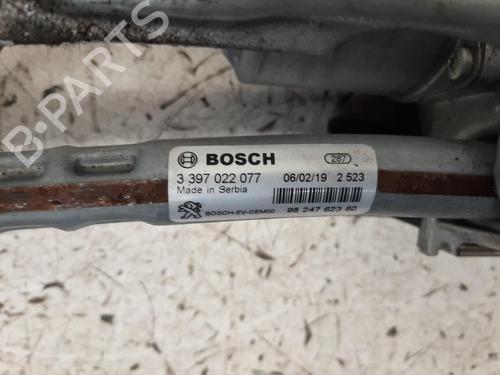 B-PARTS
BOSCH 287
3 397 022 077 06/02/19 2 523
Made in Serbia
BOSCH-EV-CEM00 98 247 623 80